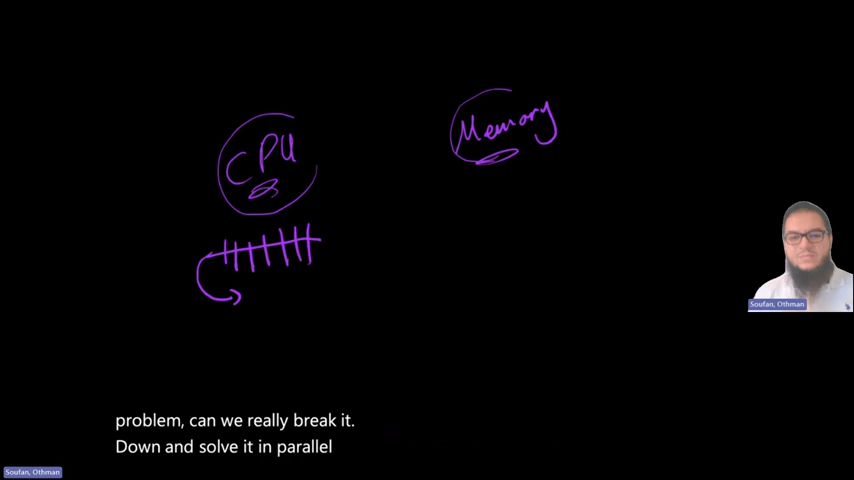 Memory
CPU
Soufan, Othman
problem, can we really break it.
Down and solve it in parallel
Soufan, Othman